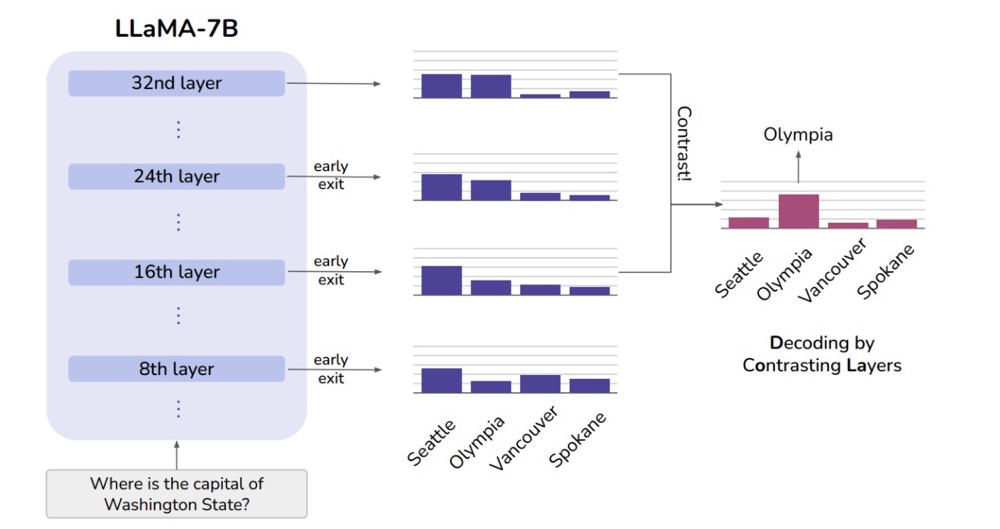 LLaMA-7B
32nd layer
24th layer
early
exit
16th layer
early
exit
8th layer
early
exit
Where is the capital of
Washington State?
Seattle
Olympia
Vancouver
Spokane
Contrast!
Olympia
Seattle
Olympia
Vancouver
Spokane
Decoding by
Contrasting Layers